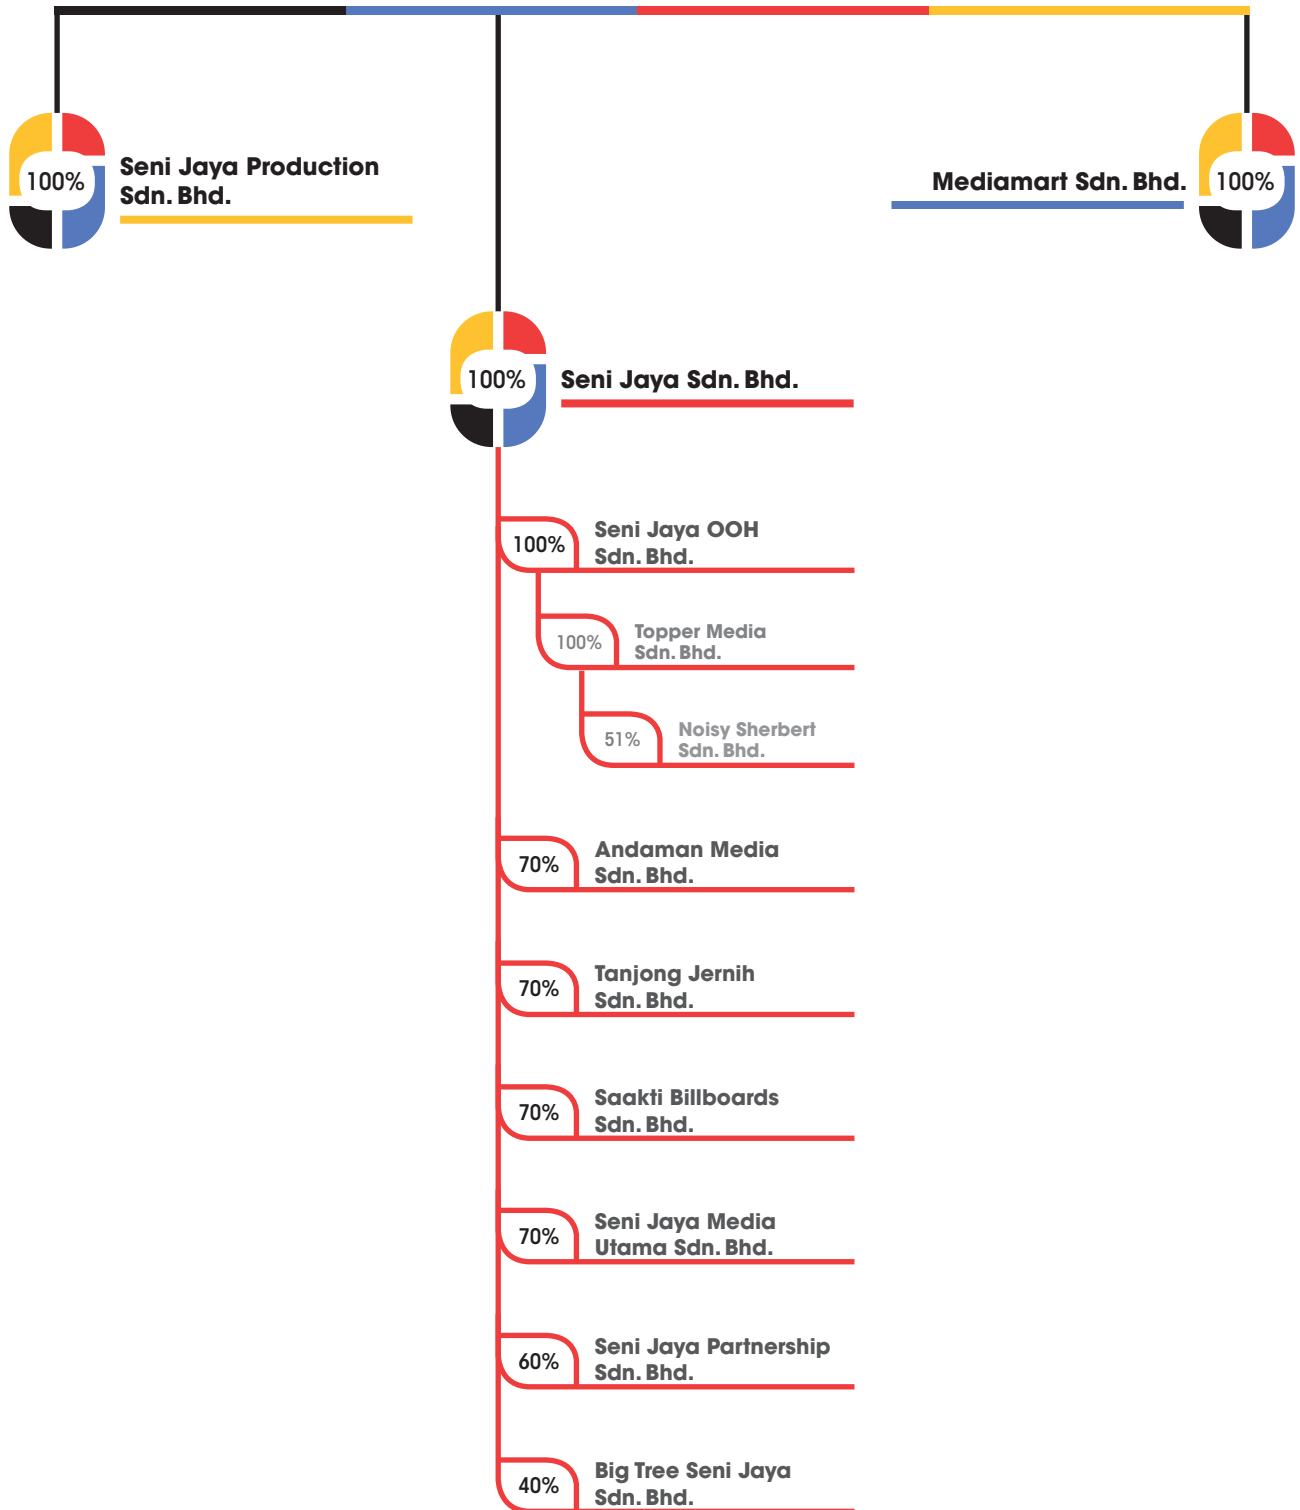 100%
Seni Jaya Production
Sdn. Bhd.
Mediamart Sdn. Bhd.
100%
100%
Seni Jaya Sdn. Bhd.
100%
Seni Jaya OOH
Sdn. Bhd.
100%
Topper Media
Sdn. Bhd.
51%
Noisy Sherbert
Sdn. Bhd.
70%
Andaman Media
Sdn. Bhd.
70%
Tanjong Jernih
Sdn. Bhd.
70%
Saakti Billboards
Sdn. Bhd.
70%
Seni Jaya Media
Utama Sdn. Bhd.
60%
Seni Jaya Partnership
Sdn. Bhd.
40%
Big Tree Seni Jaya
Sdn. Bhd.